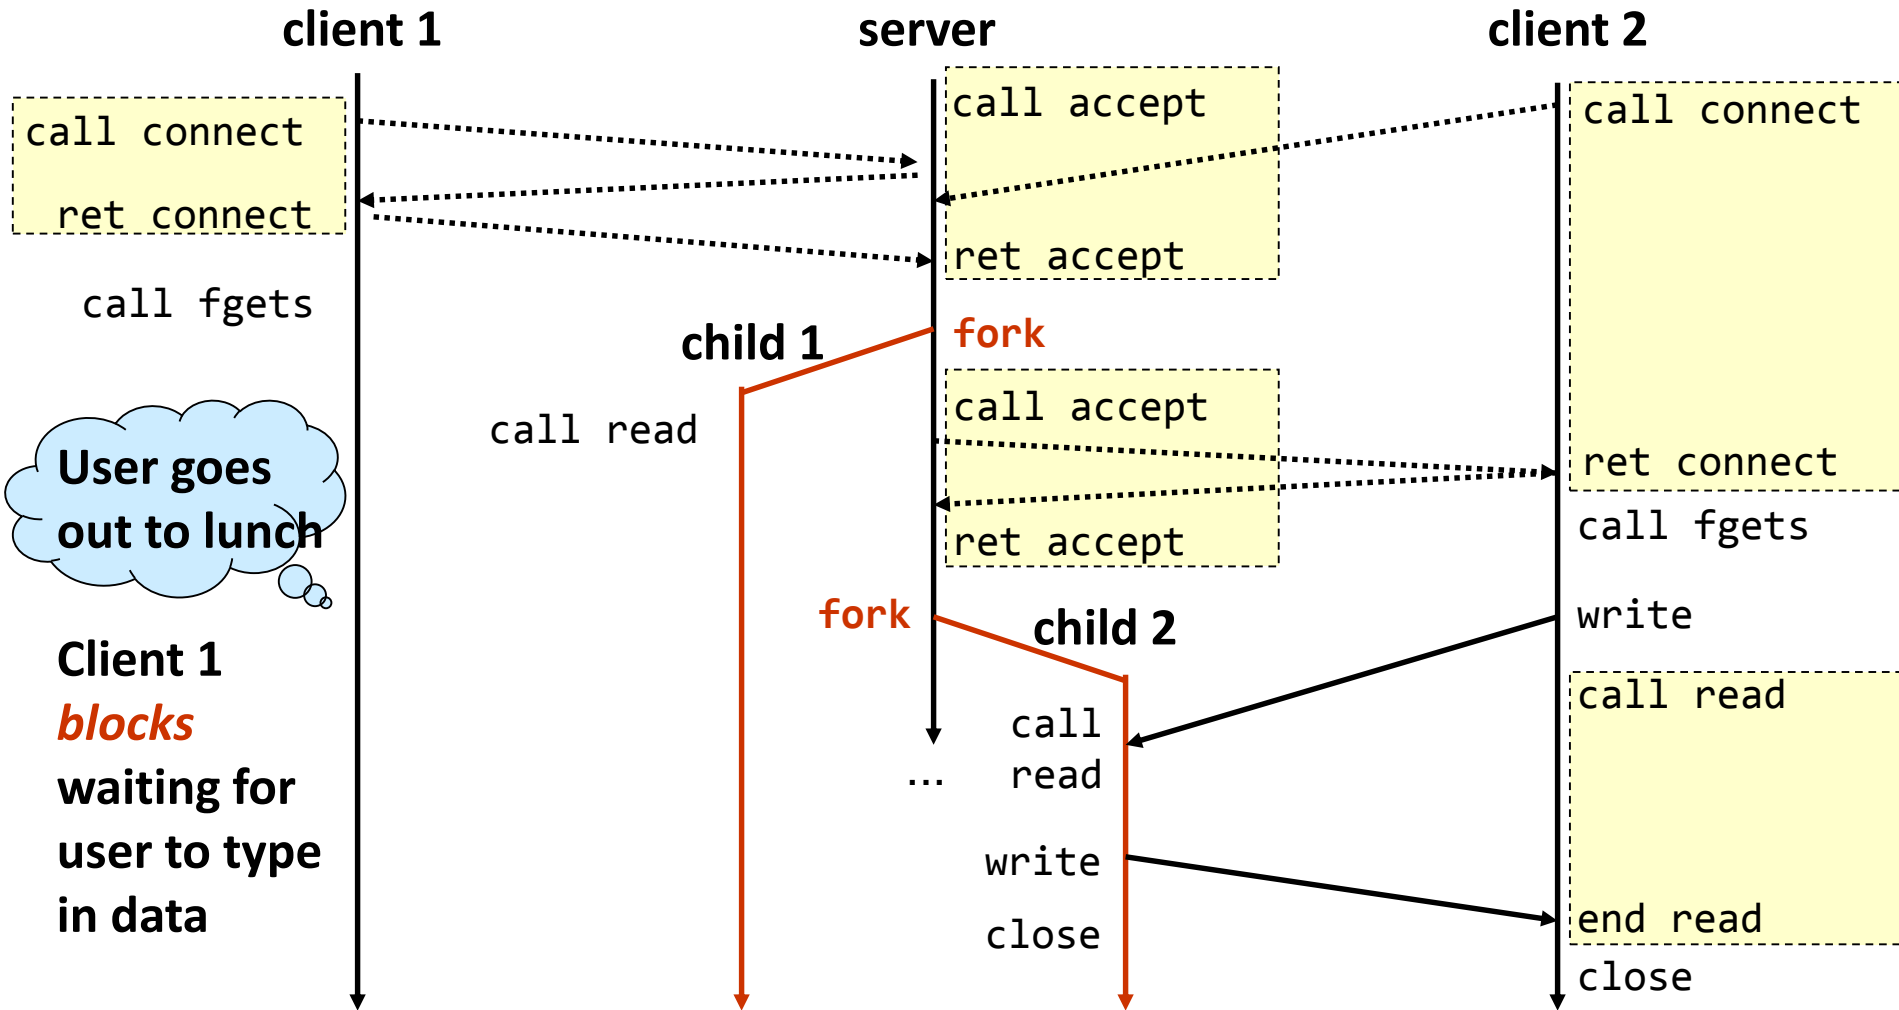 client 1
server
client 2
call connect
ret connect
call fgets
User goes
out to lunch
Client 1
blocks
waiting for
user to type
in data
child 1
call read
call accept
ret accept
fork
call accept
ret accept
fork
child 2
...
call
read
write
close
call connect
ret connect
call fgets
write
call read
end read
close